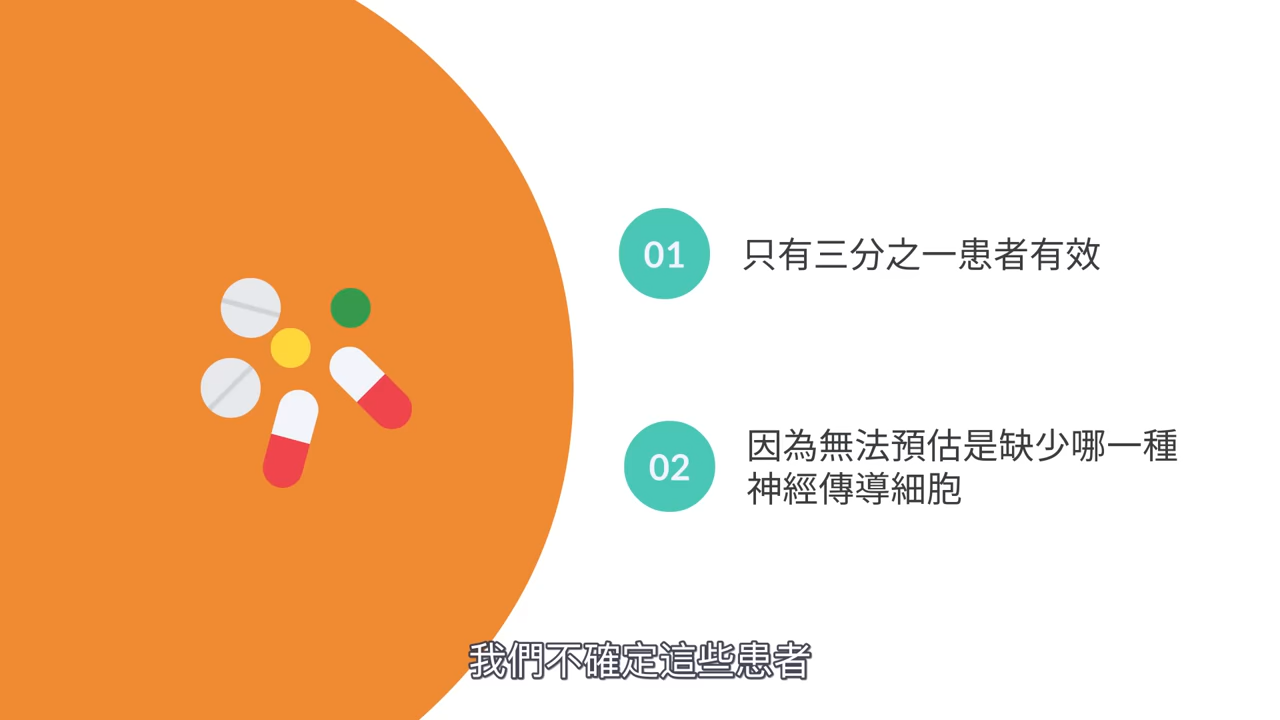 01
只有三分之一患者有效
02
因為無法預估是缺少哪一種
神經傳導細胞
我們不確定這些患者